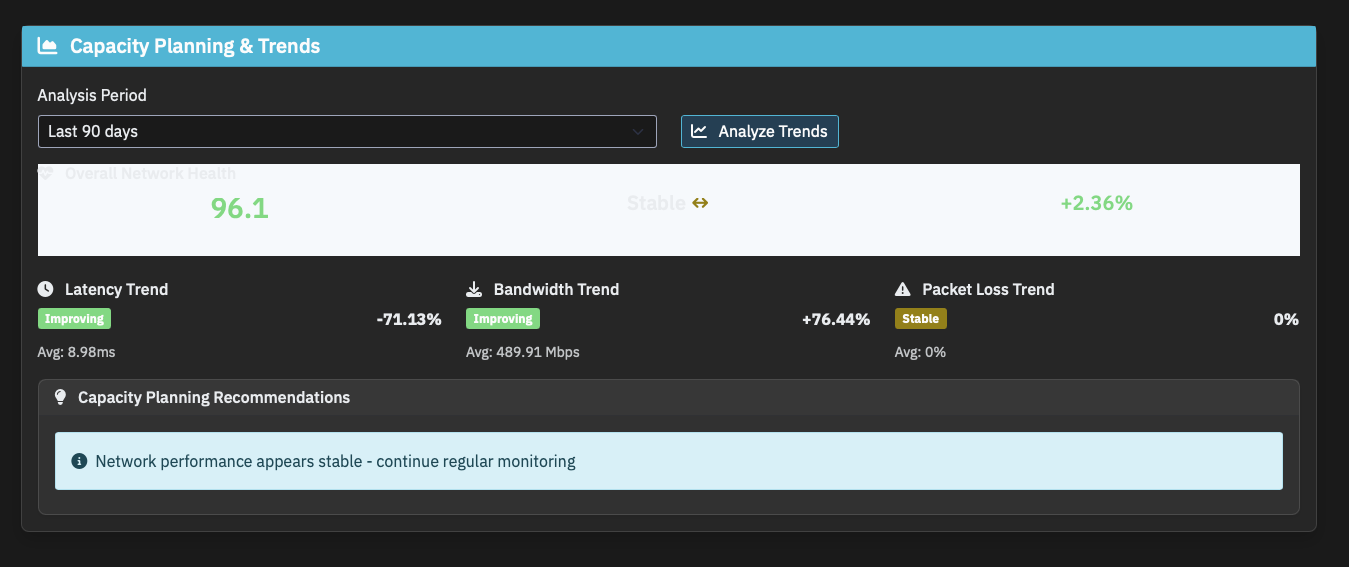 Capacity Planning & Trends
Analysis Period
Last 90 days
Analyze Trends
Overall Network Health
96.1
Stable
+2.36%
Latency Trend
Improving
-71.13%
Avg: 8.98ms
Bandwidth Trend
Improving
+76.44%
Avg: 489.91 Mbps
Packet Loss Trend
Stable
0%
Avg: 0%
Capacity Planning Recommendations
Network performance appears stable - continue regular monitoring